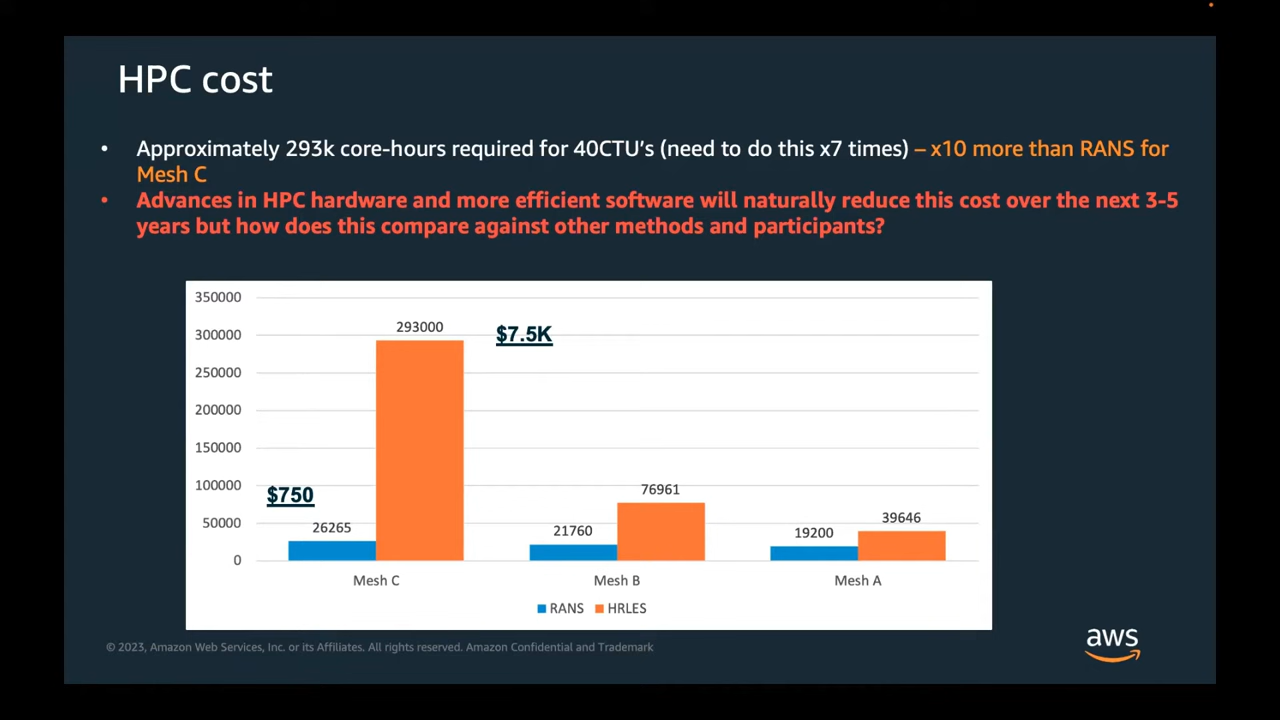 HPC cost
• Approximately 293k core-hours required for 40CTU's (need to do this x7 times) – x10 more than RANS for
Mesh C
• Advances in HPC hardware and more efficient software will naturally reduce this cost over the next 3-5
years but how does this compare against other methods and participants?
350000
300000
250000
200000
150000
100000
50000
0
293000
$7.5K
$750
26265
76961
21760
39646
19200
Mesh C Mesh B Mesh A
RANS HRLES
© 2023, Amazon Web Services, Inc. or its Affiliates. All rights reserved. Amazon Confidential and Trademark
aws